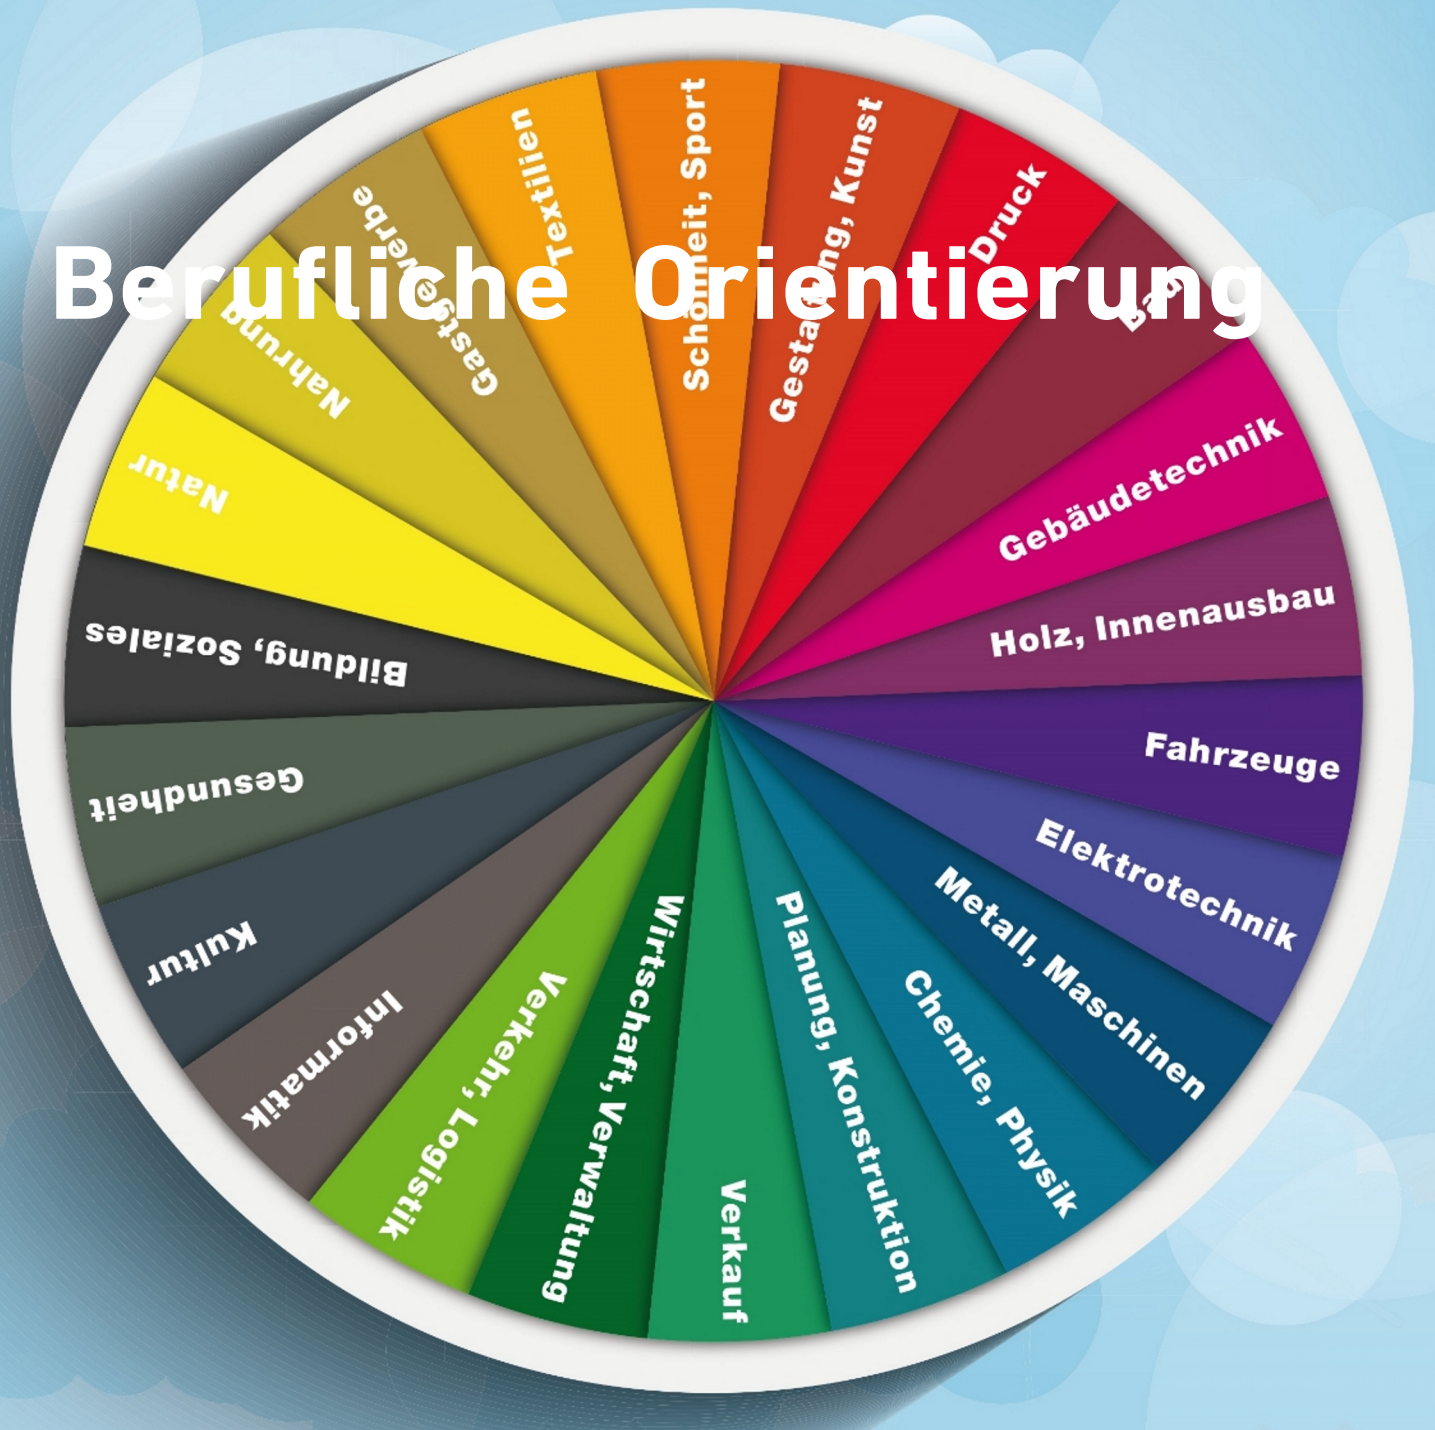 Berufliche Orientierung
Natur
Nahrung
Gastgewerbe
Textilien
Schönheit, Sport
Gestaltung, Kunst
Druck
Bau
Gebäudetechnik
Holz, Innenausbau
Fahrzeuge
Elektrotechnik
Metall, Maschinen
Chemie, Physik
Planung, Konstruktion
Verkauf
Wirtschaft, Verwaltung
Verkehr, Logistik
Informatik
Kultur
Gesundheit
Bildung, Soziales